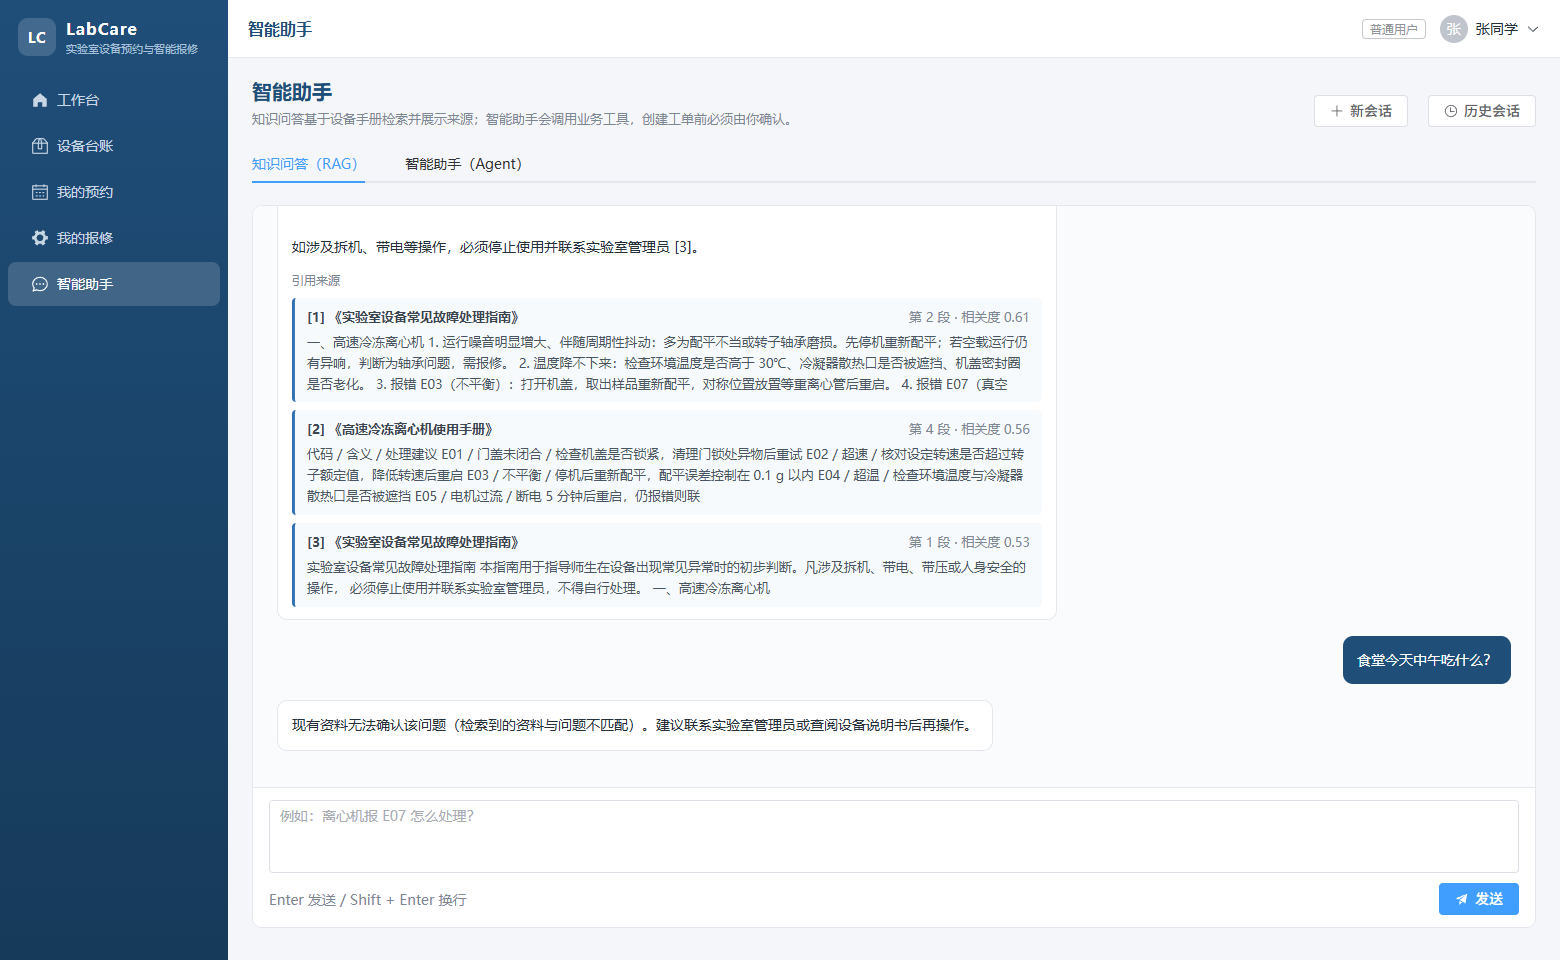 LC
LabCare
实验室设备预约与智能报修
工作台
设备台账
我的预约
我的报修
智能助手
智能助手
普通用户
张
张同学
智能助手
知识问答基于设备手册检索并展示来源；智能助手会调用业务工具，创建工单前必须由你确认。
新会话
历史会话
知识问答（RAG）
智能助手（Agent）
如涉及拆机、带电等操作，必须停止使用并联系实验室管理员 [3]。
引用来源
[1] 《实验室设备常见故障处理指南》
第 2 段 · 相关度 0.61
一、高速冷冻离心机 1. 运行噪音明显增大、伴随周期性抖动：多为配平不当或转子轴承磨损。先停机重新配平；若空载运行仍
有异响，判断为轴承问题，需报修。 2. 温度降不下来：检查环境温度是否高于 30℃、冷凝器散热口是否被遮挡、机盖密封圈
是否老化。 3. 报错 E03（不平衡）：打开机盖，取出样品重新配平，对称位置放置等重离心管后重启。 4. 报错 E07（真空
[2] 《高速冷冻离心机使用手册》
第 4 段 · 相关度 0.56
代码 / 含义 / 处理建议 E01 / 门盖未闭合 / 检查机盖是否锁紧，清理门锁处异物后重试 E02 / 超速 / 核对设定转速是否超过转
子额定值，降低转速后重启 E03 / 不平衡 / 停机后重新配平，配平误差控制在 0.1 g 以内 E04 / 超温 / 检查环境温度与冷凝器
散热口是否被遮挡 E05 / 电机过流 / 断电 5 分钟后重启，仍报错则联
[3] 《实验室设备常见故障处理指南》
第 1 段 · 相关度 0.53
实验室设备常见故障处理指南 本指南用于指导师生在设备出现常见异常时的初步判断。凡涉及拆机、带电、带压或人身安全的
操作， 必须停止使用并联系实验室管理员，不得自行处理。 一、高速冷冻离心机
食堂今天中午吃什么？
现有资料无法确认该问题（检索到的资料与问题不匹配）。建议联系实验室管理员或查阅设备说明书后再操作。
例如：离心机报 E07 怎么处理？
Enter 发送 / Shift + Enter 换行
发送